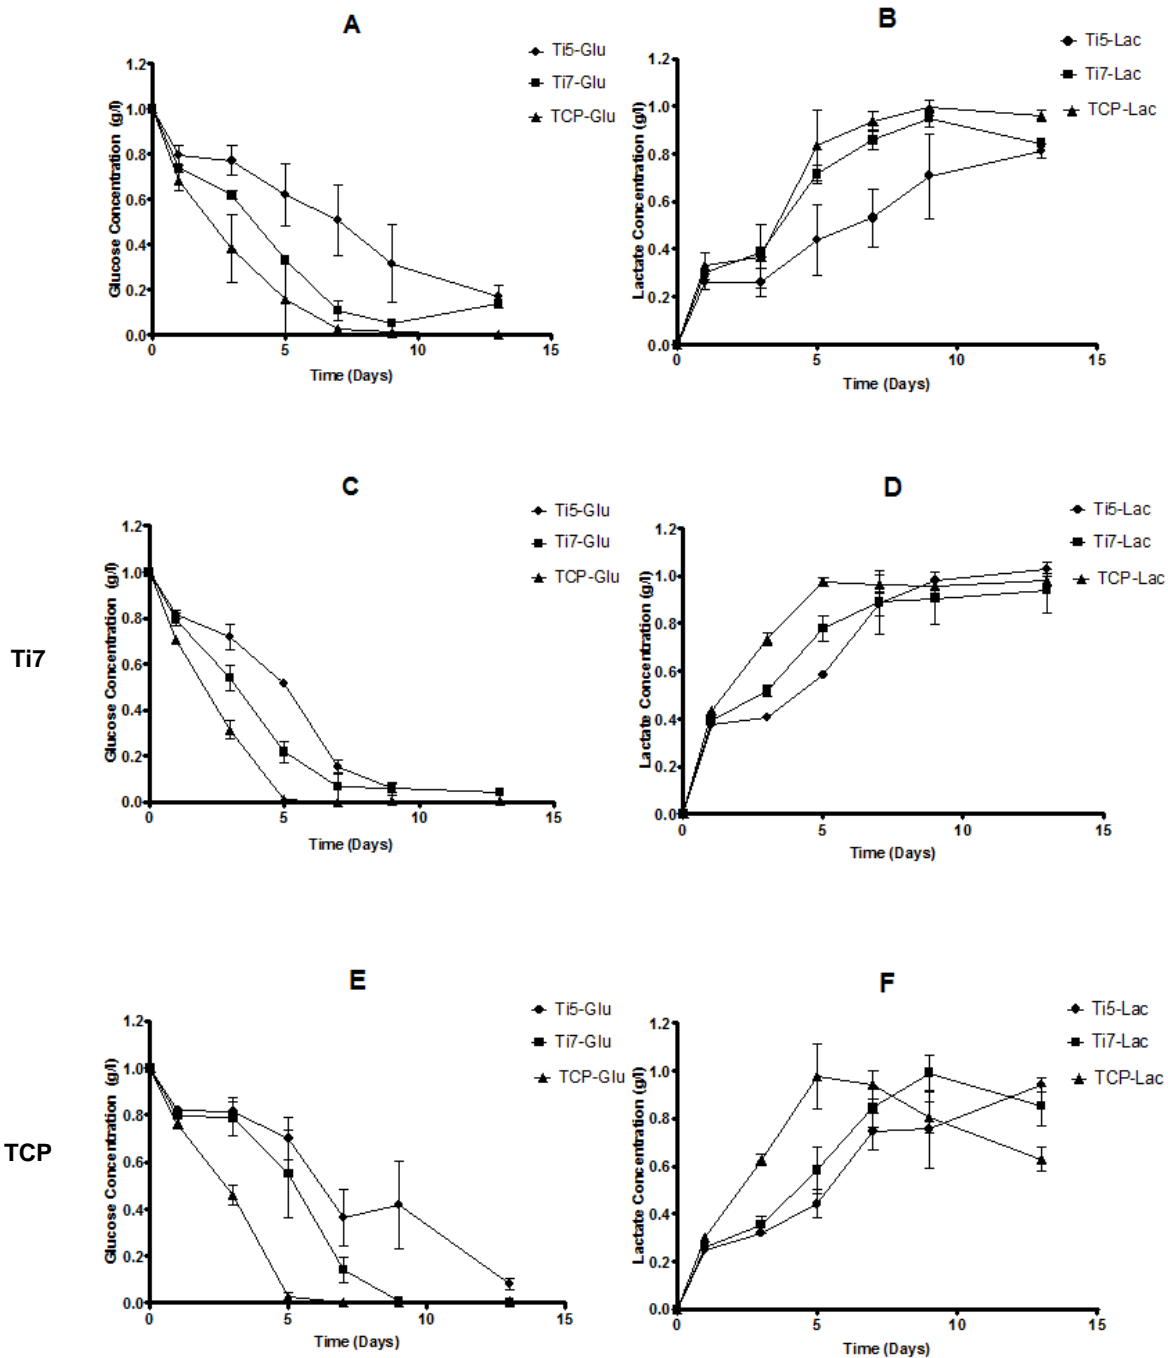 A
Ti5-Glu
Ti7-Glu
TCP-Glu
Glucose Concentration (g/l)
1.2
1.0
0.8
0.6
0.4
0.2
0.0
0 5 10 15
Time (Days)
B
Ti5-Lac
Ti7-Lac
TCP-Lac
Lactate Concentration (g/l)
1.2
1.0
0.8
0.6
0.4
0.2
0.0
0 5 10 15
Time (Days)
Ti7
C
Ti5-Glu
Ti7-Glu
TCP-Glu
Glucose Concentration (g/l)
1.2
1.0
0.8
0.6
0.4
0.2
0.0
0 5 10 15
Time (Days)
D
Ti5-Lac
Ti7-Lac
TCP-Lac
Lactate Concentration (g/l)
1.2
1.0
0.8
0.6
0.4
0.2
0.0
0 5 10 15
Time (Days)
TCP
E
Ti5-Glu
Ti7-Glu
TCP-Glu
Glucose Concentration (g/l)
1.2
1.0
0.8
0.6
0.4
0.2
0.0
0 5 10 15
Time (Days)
F
Ti5-Lac
Ti7-Lac
TCP-Lac
Lactate Concentration (g/l)
1.2
1.0
0.8
0.6
0.4
0.2
0.0
0 5 10 15
Time (Days)